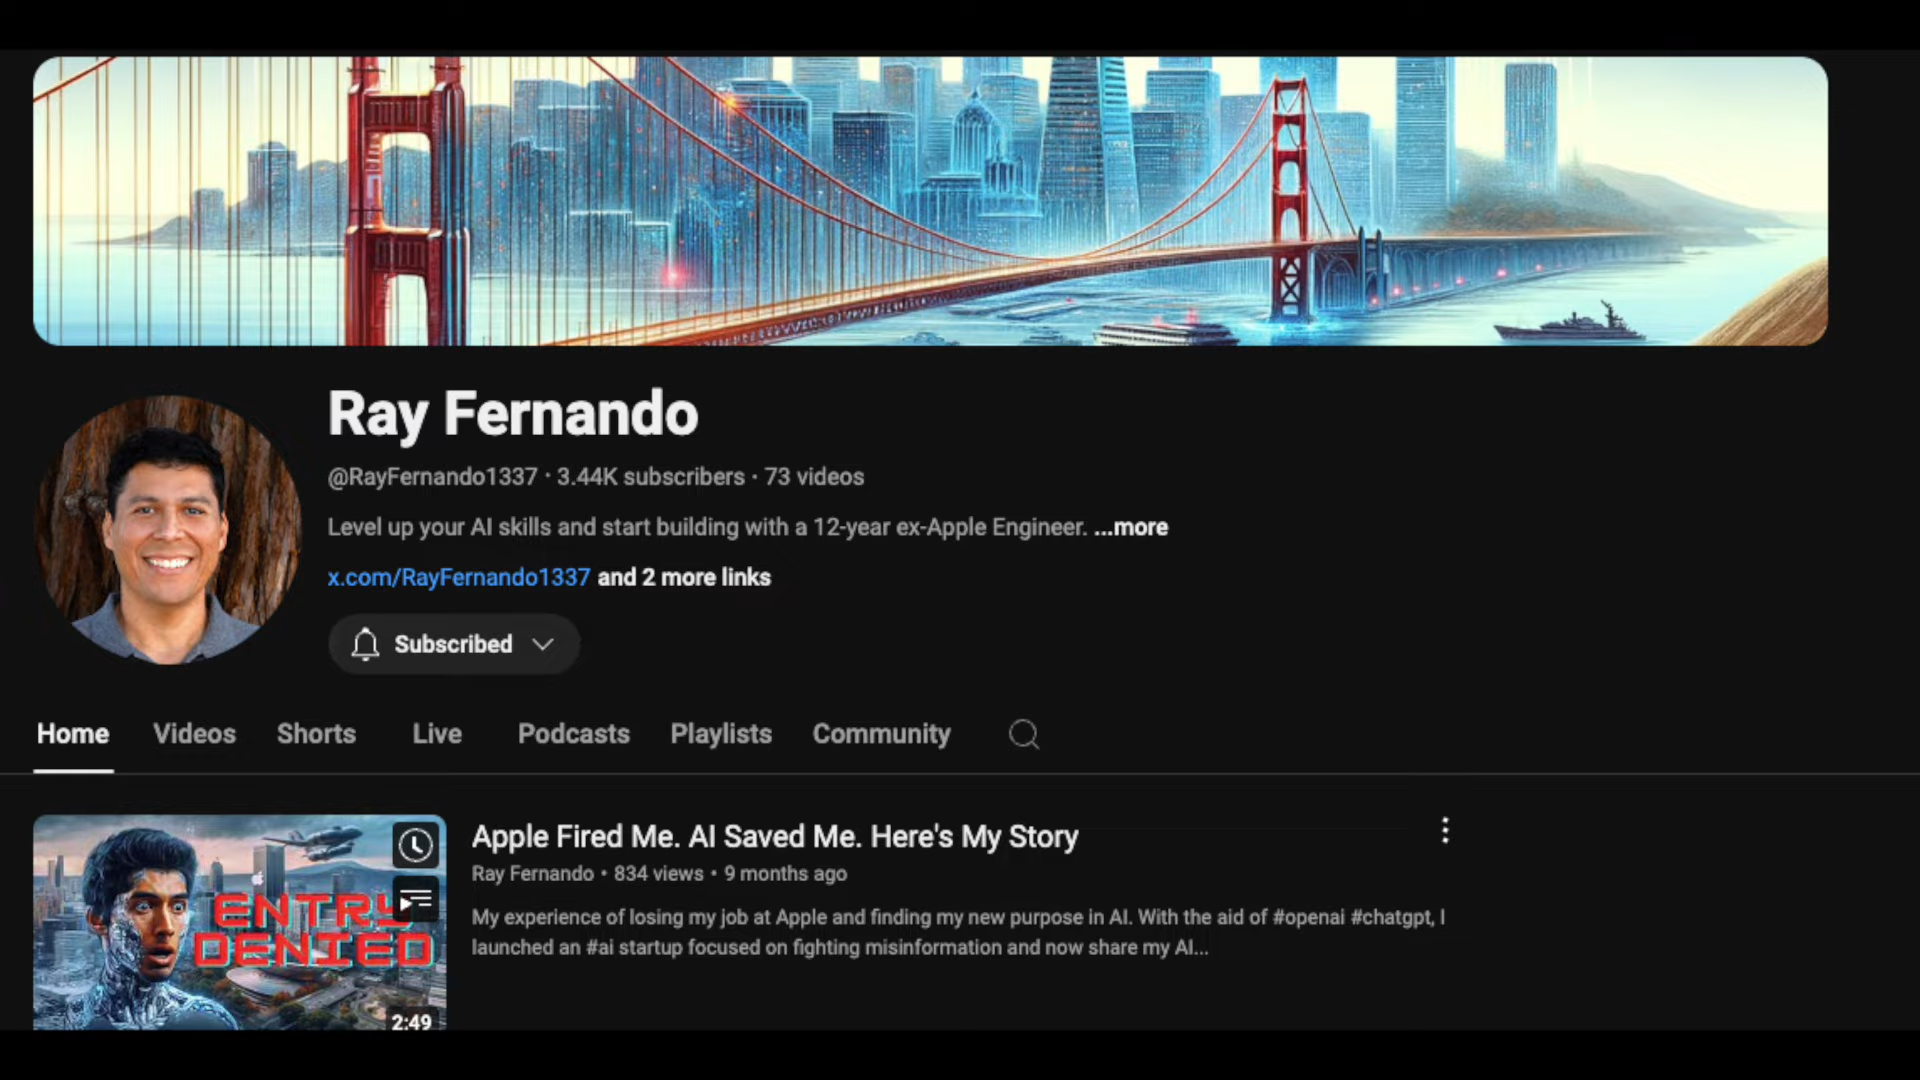 Ray Fernando
@RayFernando1337 · 3.44K subscribers · 73 videos
Level up your AI skills and start building with a 12-year ex-Apple Engineer. ...more
x.com/RayFernando1337 and 2 more links
Subscribed
Home Videos Shorts Live Podcasts Playlists Community
ENTRY
DENIED
2:49
Apple Fired Me. AI Saved Me. Here's My Story
Ray Fernando • 834 views • 9 months ago
My experience of losing my job at Apple and finding my new purpose in AI. With the aid of #openai #chatgpt, I
launched an #ai startup focused on fighting misinformation and now share my AI...